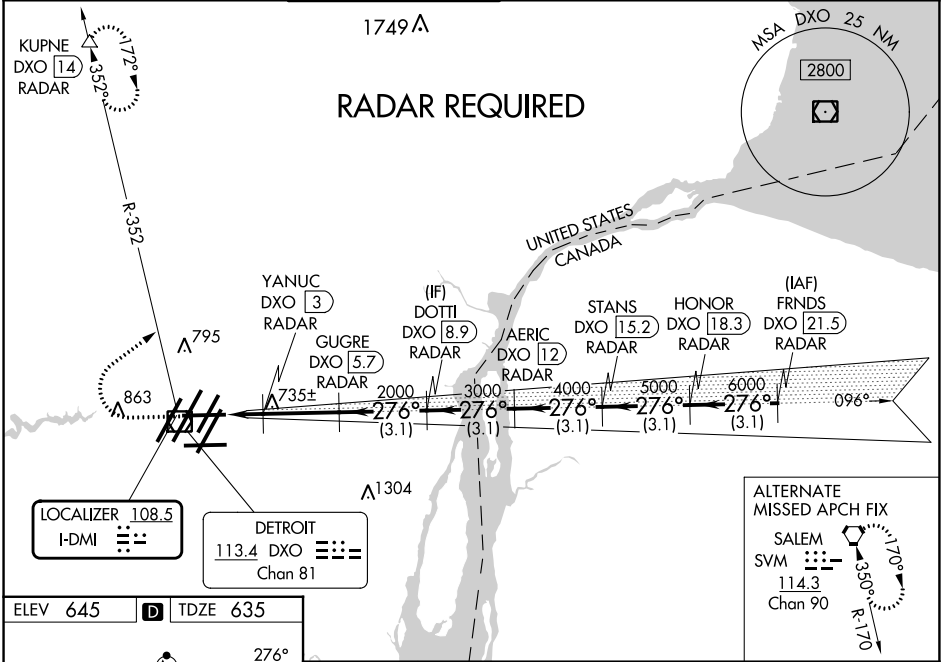 1749
MSA DXO 25 NM
2800
KUPNE
DXO 14
RADAR
172°
352°
RADAR REQUIRED
R-352
UNITED STATES
CANADA
YANUC
DXO 3
RADAR
GUGRE
DXO 5.7
RADAR
(IF)
DOTTI
DXO 8.9
RADAR
AERIC
DXO 12
RADAR
STANS
DXO 15.2
RADAR
HONOR
DXO 18.3
RADAR
(IAF)
FRNDS
DXO 21.5
RADAR
795
863
735±
2000 3000 4000 5000 6000
276° 276° 276° 276° 276°
(3.1) (3.1) (3.1) (3.1) (3.1)
096°
1304
LOCALIZER 108.5
I-DMI
DETROIT
113.4 DXO
Chan 81
ALTERNATE
MISSED APCH FIX
SALEM
SVM
114.3
Chan 90
170°
350°
R-170
ELEV 645 D TDZE 635
276°